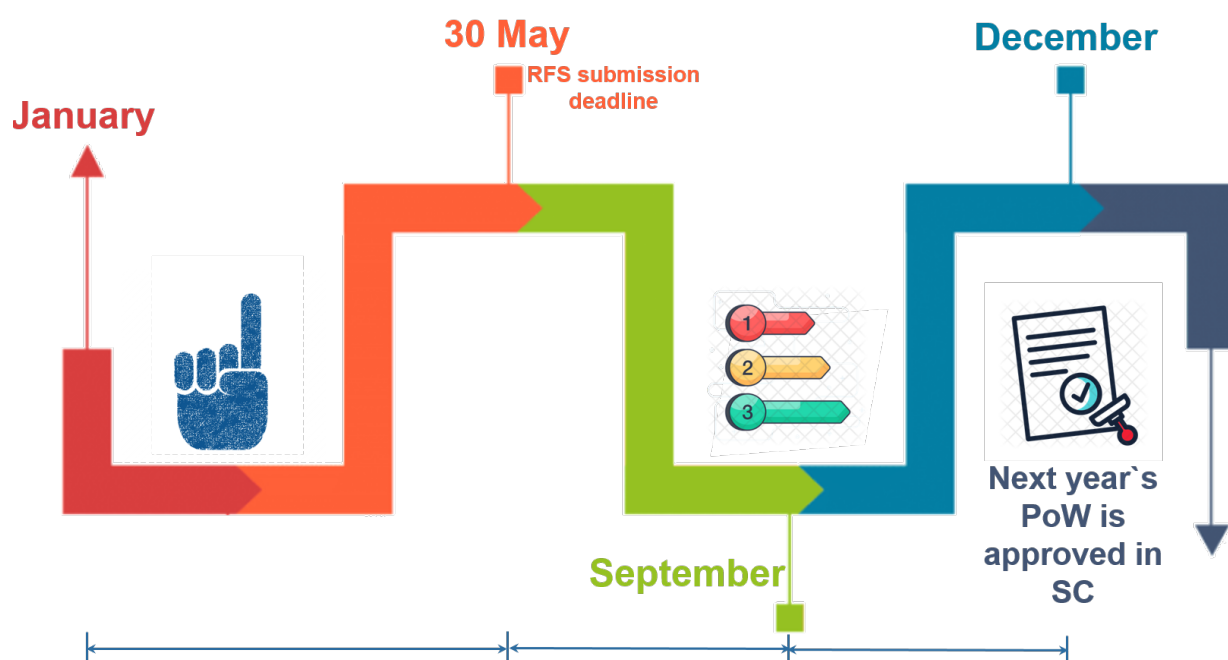 January
30 May
RFS submission
deadline
December
1
2
3
September
Next year`s
PoW is
approved in
SC